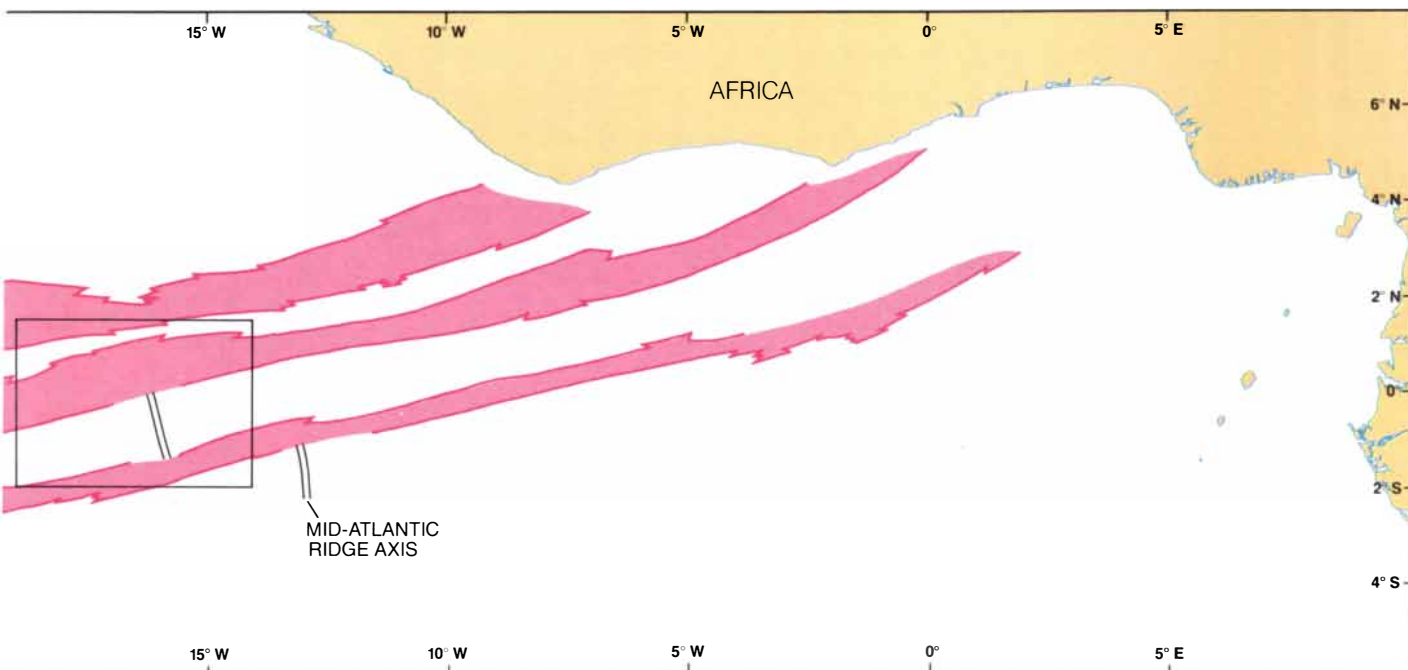 15° W
10° W
5° W
0°
5° E
AFRICA
6° N
4° N
2° N
0°
2° S
MID-ATLANTIC
RIDGE AXIS
4° S
15° W
10° W
5° W
0°
5° E